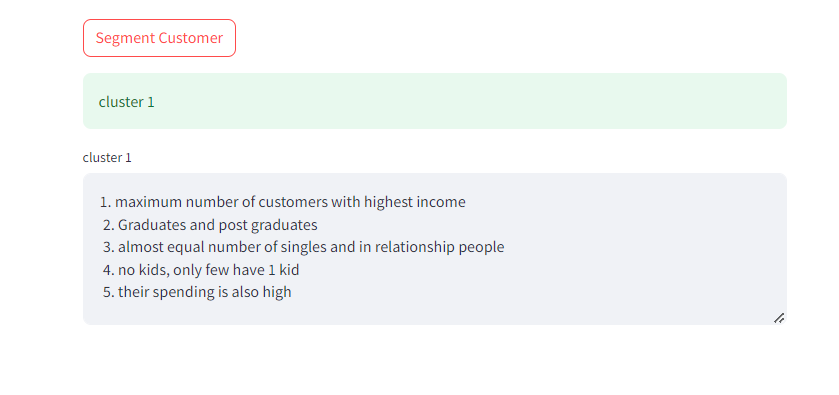 Segment Customer
cluster 1
cluster 1
1. maximum number of customers with highest income
2. Graduates and post graduates
3. almost equal number of singles and in relationship people
4. no kids, only few have 1 kid
5. their spending is also high